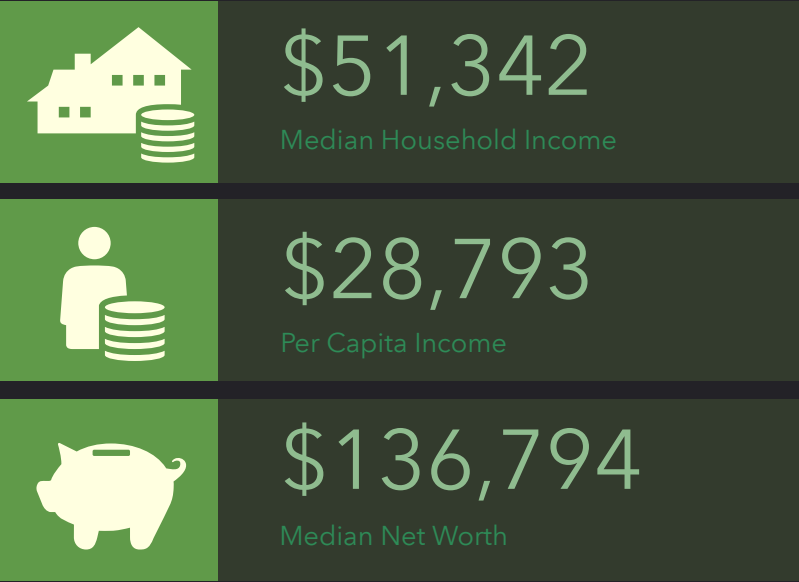 $51,342
Median Household Income
$28,793
Per Capita Income
$136,794
Median Net Worth